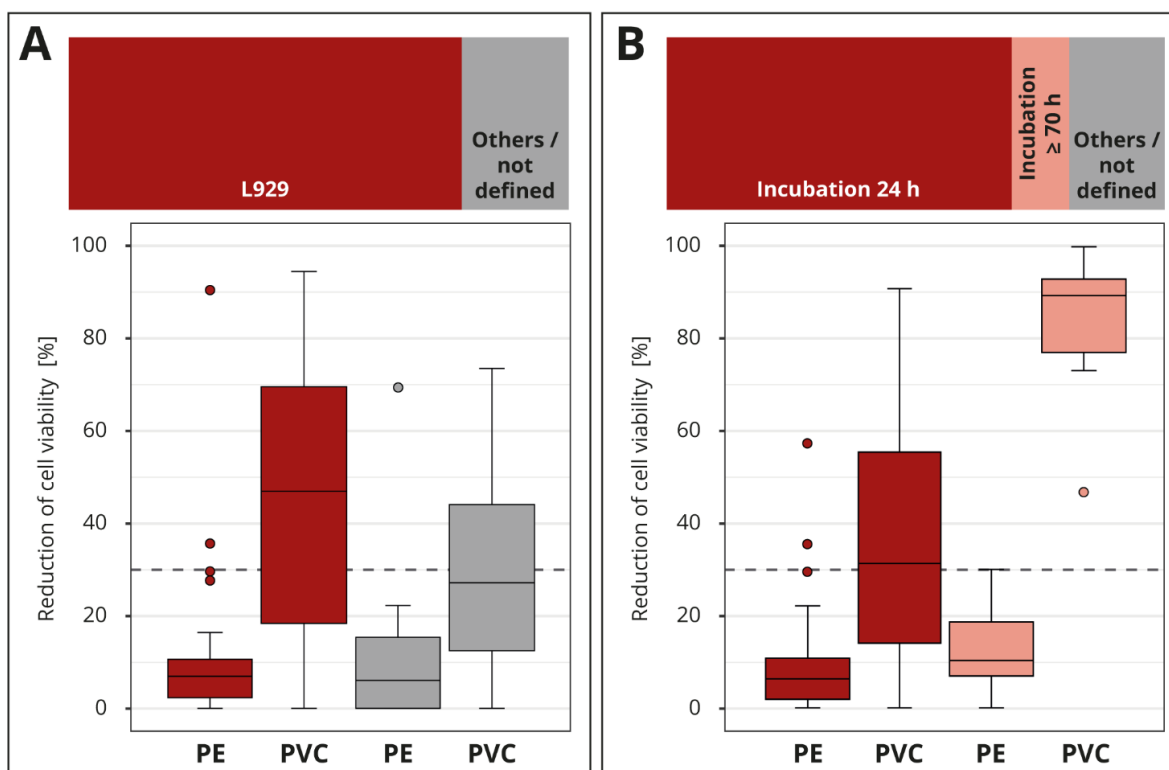 A
L929
Others /
not
defined
Reduction of cell viability [%]
100
80
60
40
20
0
PE PVC PE PVC
B
Incubation 24 h
Incubation
≥ 70 h
Others /
not
defined
Reduction of cell viability [%]
100
80
60
40
20
0
PE PVC PE PVC